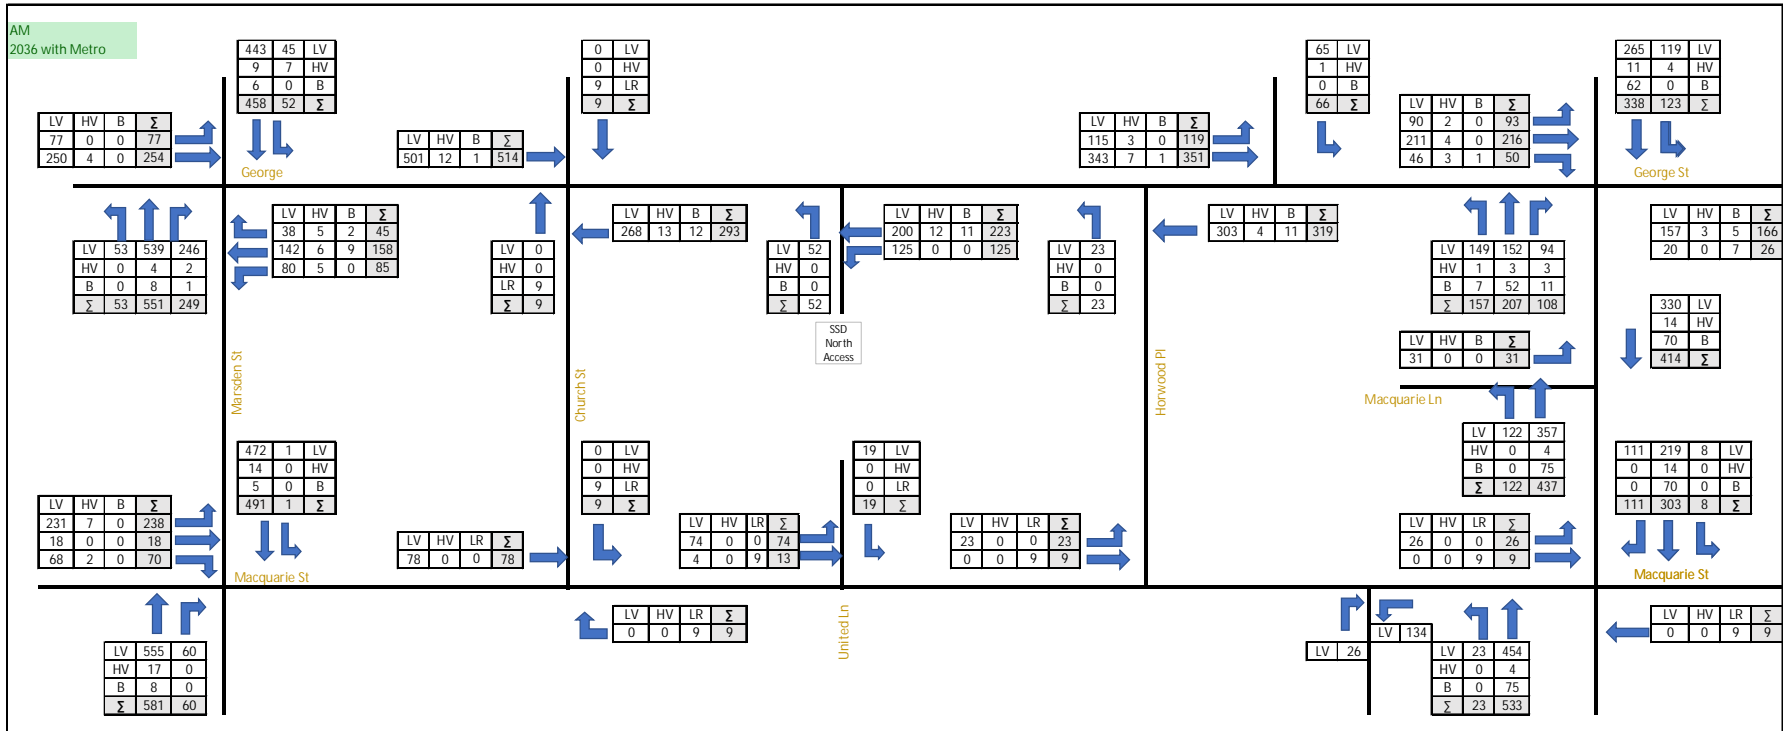 AM
2036 with Metro
443 45 LV
9 7 HV
6 0 B
458 52 Σ
0 LV
0 HV
9 LR
9 Σ
65 LV
1 HV
0 B
66 Σ
265 119 LV
11 4 HV
62 0 B
338 123 Σ
LV HV B Σ
77 0 0 77
250 4 0 254
LV HV B Σ
501 12 1 514
LV HV B Σ
115 3 0 119
343 7 1 351
LV HV B Σ
90 2 0 93
211 4 0 216
46 3 1 50
George
George St
LV 53 539 246
HV 0 4 2
B 0 8 1
Σ 53 551 249
LV HV B Σ
38 5 2 45
142 6 9 158
80 5 0 85
LV 0
HV 0
LR 9
Σ 9
LV HV B Σ
268 13 12 293
LV 52
HV 0
B 0
Σ 52
LV HV B Σ
200 12 11 223
125 0 0 125
LV 23
HV 0
B 0
Σ 23
LV HV B Σ
303 4 11 319
LV 149 152 94
HV 1 3 3
B 7 52 11
Σ 157 207 108
LV HV B Σ
157 3 5 166
20 0 7 26
330 LV
14 HV
70 B
414 Σ
SSD
North
Access
LV HV B Σ
31 0 0 31
Marsden St
Church St
Horwood Pl
Macquarie Ln
LV 122 357
HV 0 4
B 0 75
Σ 122 437
472 1 LV
14 0 HV
5 0 B
491 1 Σ
0 LV
0 HV
9 LR
9 Σ
19 LV
0 HV
0 LR
19 Σ
111 219 8 LV
0 14 0 HV
0 70 0 B
111 303 8 Σ
LV HV B Σ
231 7 0 238
18 0 0 18
68 2 0 70
LV HV LR Σ
78 0 0 78
LV HV LR Σ
74 0 0 74
4 0 9 13
LV HV LR Σ
23 0 0 23
0 0 9 9
LV HV LR Σ
26 0 0 26
0 0 9 9
Macquarie St
Macquarie St
LV 555 60
HV 17 0
B 8 0
Σ 581 60
LV HV LR Σ
0 0 9 9
United Ln
LV 26
LV 134
LV 23 454
HV 0 4
B 0 75
Σ 23 533
LV HV LR Σ
0 0 9 9